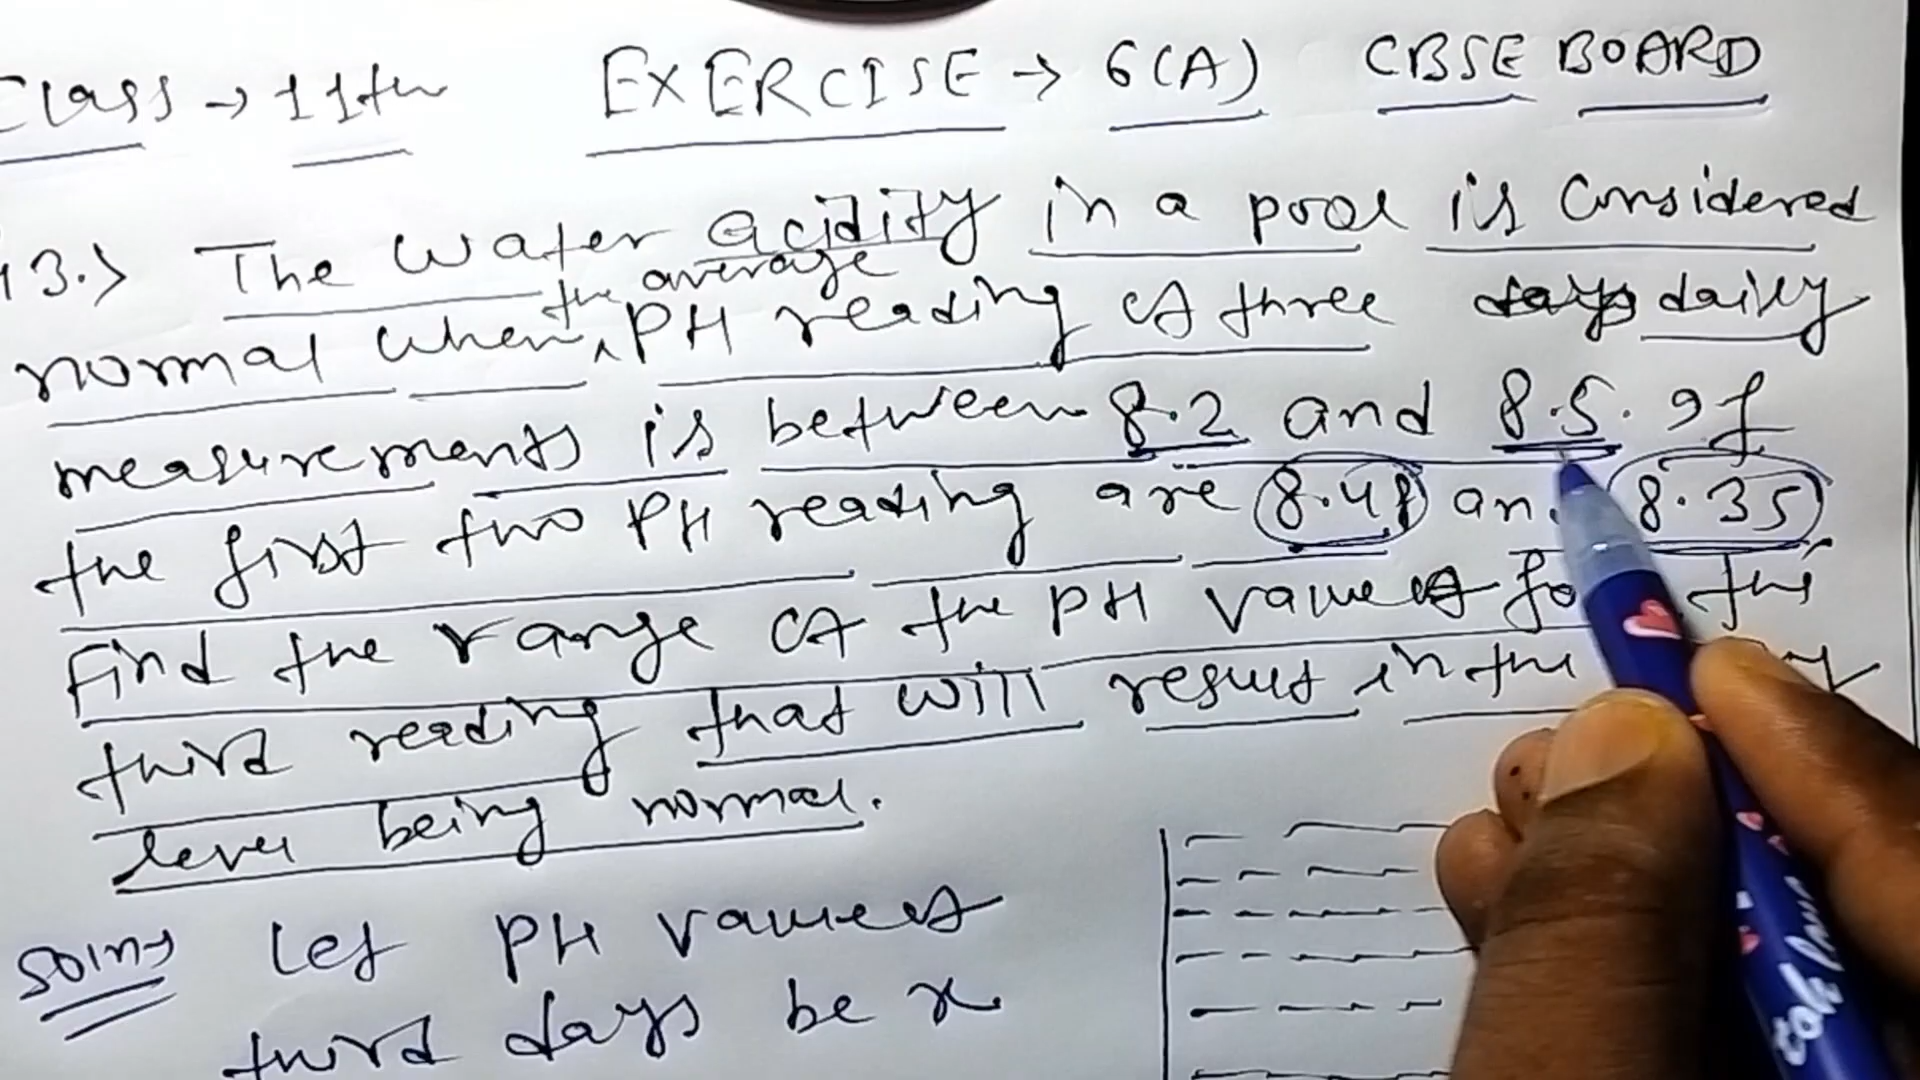 Class → 11th EXERCISE → 6(A) CBSE BOARD
13.> The Water acidity in a pool is Considered
the average
normal when ^ PH reading of three days daily
measurements is between 8.2 and 8.5. If
the first two PH reading are 8.48 an 8.35
Find the range of the PH values for the
third reading that will result in the
level being normal.
Soln> Let PH value of
third days be x